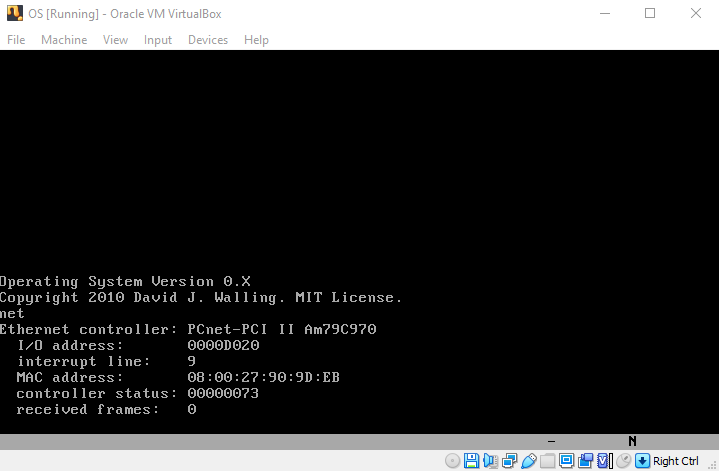 OS [Running] - Oracle VM VirtualBox
File Machine View Input Devices Help
Operating System Version 0.X
Copyright 2010 David J. Walling. MIT License.
net
Ethernet controller: PCnet-PCI II Am79C970
I/O address: 0000D020
interrupt line: 9
MAC address: 08:00:27:90:9D:EB
controller status: 00000073
received frames: 0
- N
Right Ctrl